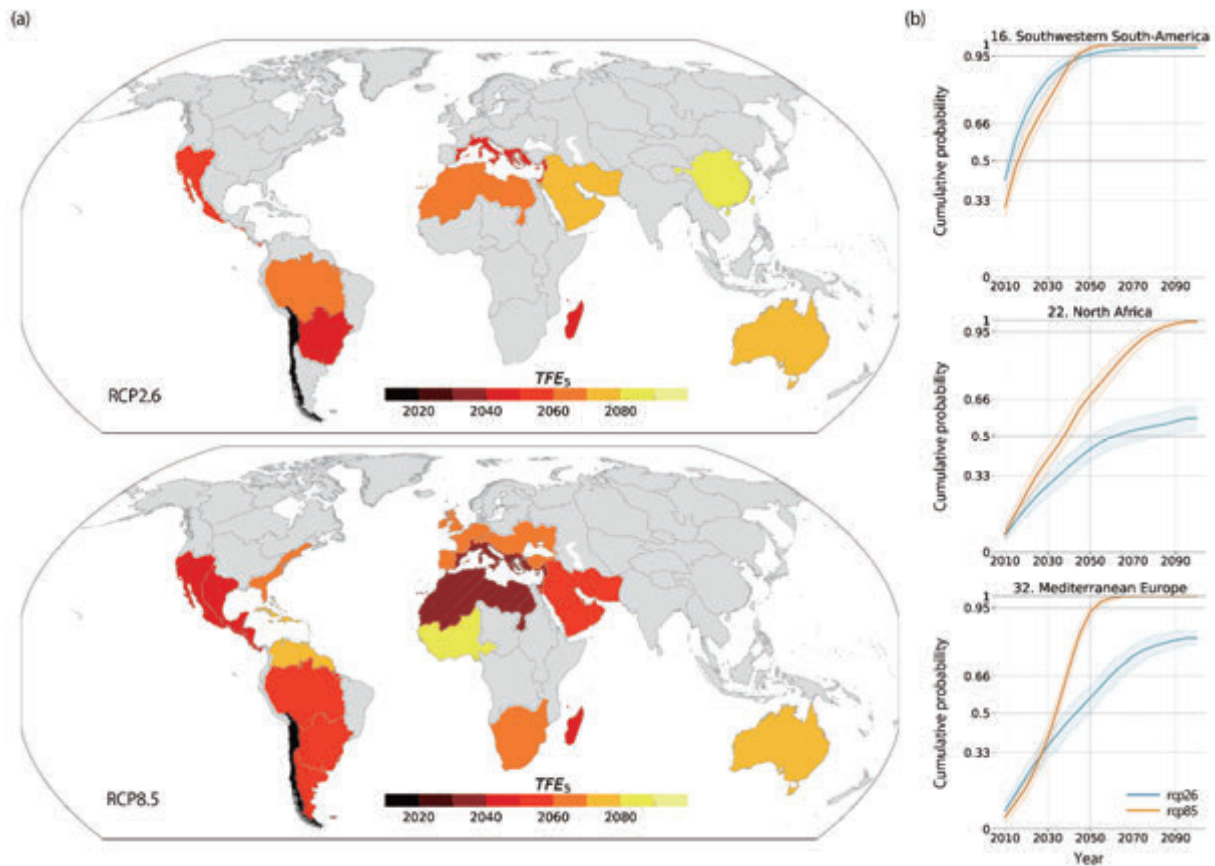 (a)
RCP2.6
TFE5
2020 2040 2060 2080
RCP8.5
TFE5
2020 2040 2060 2080
(b)
16. Southwestern South-America
Cumulative probability
1
0.95
0.66
0.5
0.33
0
2010 2030 2050 2070 2090
22. North Africa
Cumulative probability
1
0.95
0.66
0.5
0.33
0
2010 2030 2050 2070 2090
32. Mediterranean Europe
Cumulative probability
1
0.95
0.66
0.5
0.33
0
rcp26
rcp85
2010 2030 2050 2070 2090
Year